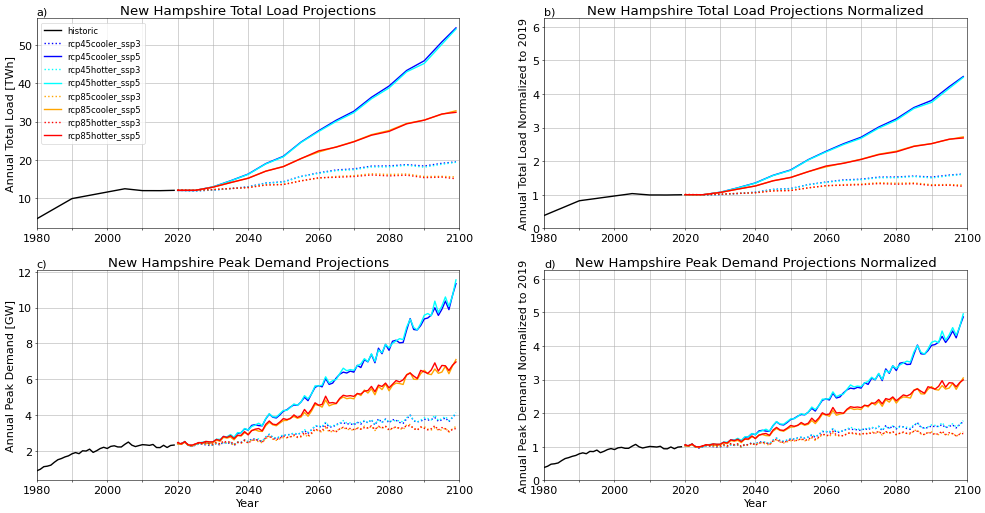 a)
New Hampshire Total Load Projections
Annual Total Load [TWh]
50
40
30
20
10
historic
rcp45cooler_ssp3
rcp45cooler_ssp5
rcp45hotter_ssp3
rcp45hotter_ssp5
rcp85cooler_ssp3
rcp85cooler_ssp5
rcp85hotter_ssp3
rcp85hotter_ssp5
1980 2000 2020 2040 2060 2080 2100
b)
New Hampshire Total Load Projections Normalized
Annual Total Load Normalized to 2019
6
5
4
3
2
1
0
1980 2000 2020 2040 2060 2080 2100
c)
New Hampshire Peak Demand Projections
Annual Peak Demand [GW]
12
10
8
6
4
2
1980 2000 2020 2040 2060 2080 2100
Year
d)
New Hampshire Peak Demand Projections Normalized
Annual Peak Demand Normalized to 2019
6
5
4
3
2
1
0
1980 2000 2020 2040 2060 2080 2100
Year